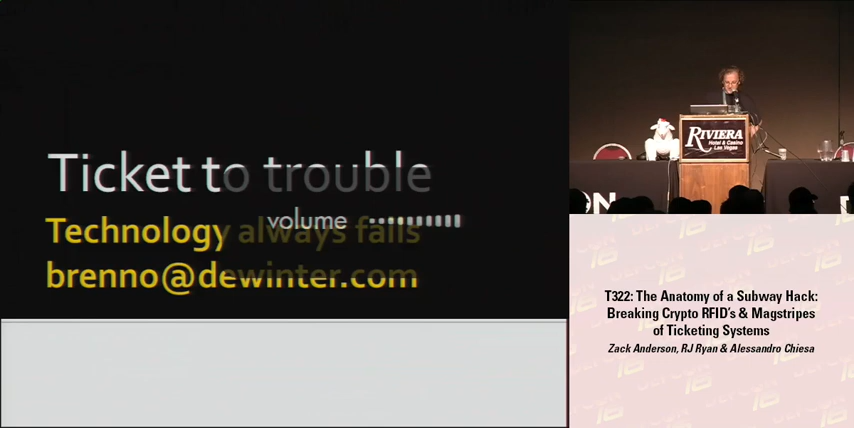 Ticket to trouble
Technology always fails
volume
brenno@dewinter.com
RIVIERA
Hotel & Casino
Las Vegas
T322: The Anatomy of a Subway Hack:
Breaking Crypto RFID's & Magstripes
of Ticketing Systems
Zack Anderson, RJ Ryan & Alessandro Chiesa